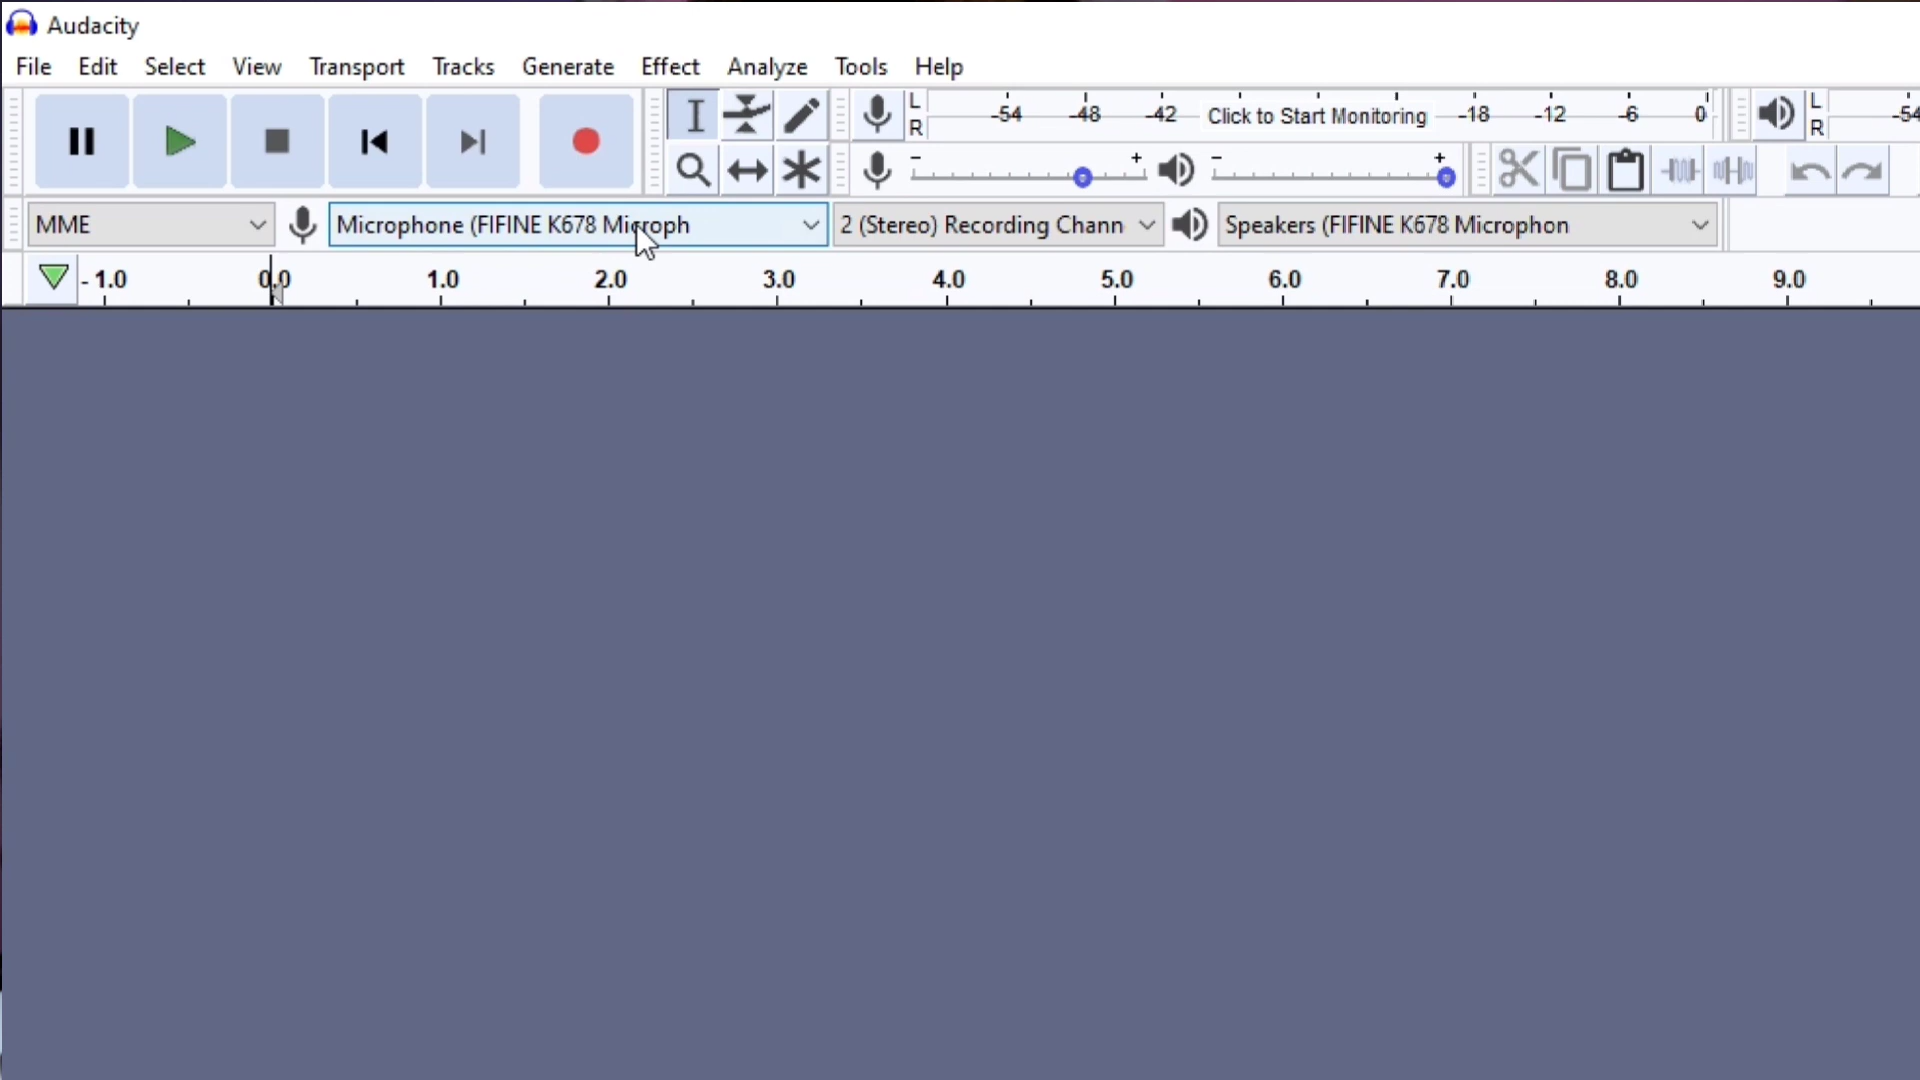 Audacity
File Edit Select View Transport Tracks Generate Effect Analyze Tools Help
L -54 -48 -42 Click to Start Monitoring -18 -12 -6 0 L -54
R R
- + - +
MME Microphone (FIFINE K678 Microph 2 (Stereo) Recording Chann Speakers (FIFINE K678 Microphon
- 1.0 0.0 1.0 2.0 3.0 4.0 5.0 6.0 7.0 8.0 9.0